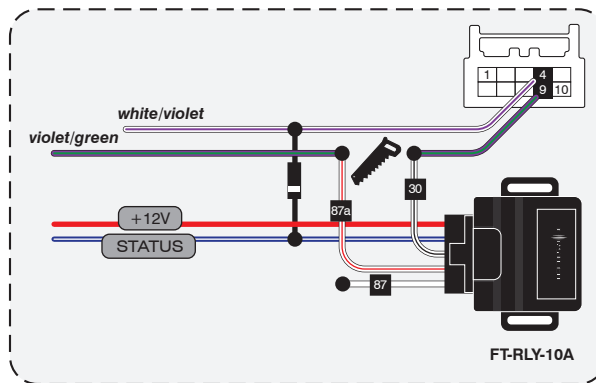 1 4
9 10
white/violet
violet/green
87a
30
+12V
STATUS
87
FT-RLY-10A